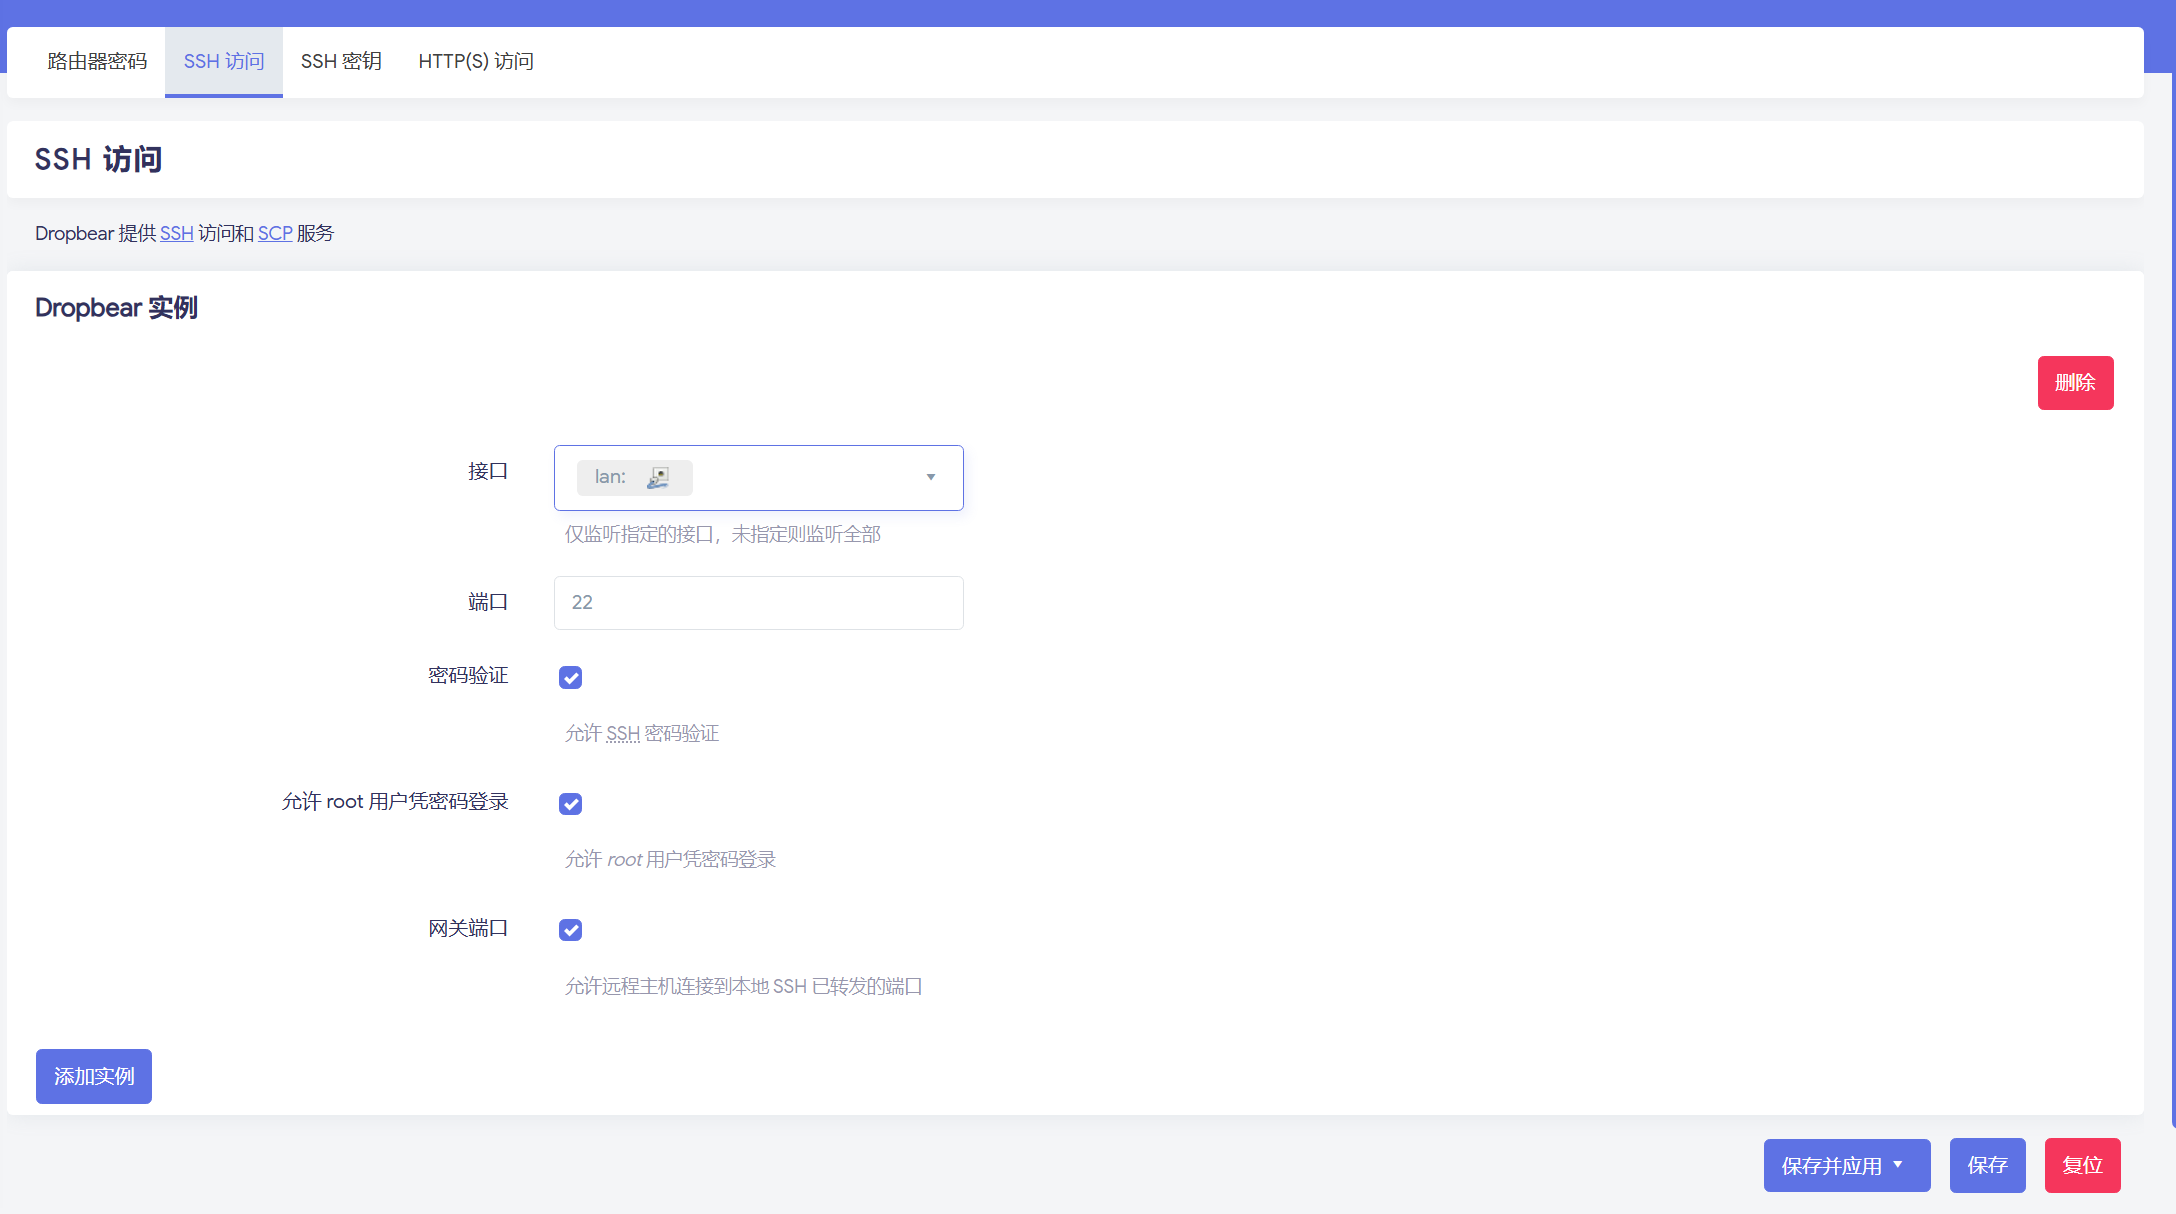 路由器密码 SSH 访问 SSH 密钥 HTTP(S) 访问
SSH 访问
Dropbear 提供 SSH 访问和 SCP 服务
Dropbear 实例
删除
接口 lan:
仅监听指定的接口，未指定则监听全部
端口 22
密码验证
允许 SSH 密码验证
允许 root 用户凭密码登录
允许 root 用户凭密码登录
网关端口
允许远程主机连接到本地 SSH 已转发的端口
添加实例
保存并应用 保存 复位